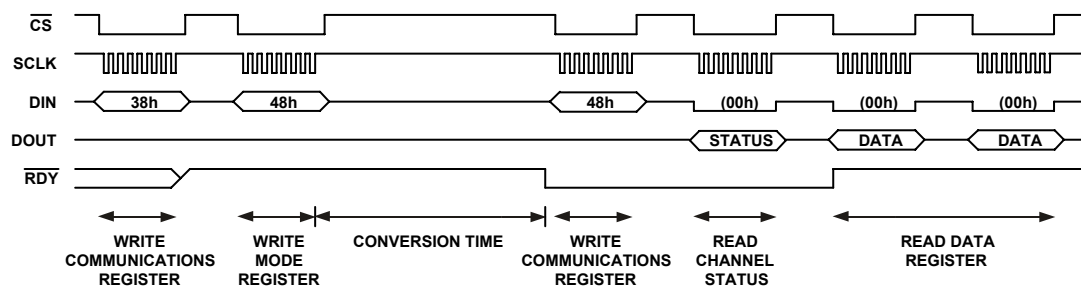 CS
SCLK
DIN 38h 48h 48h (00h) (00h) (00h)
DOUT STATUS DATA DATA
RDY
WRITE
COMMUNICATIONS
REGISTER
WRITE
MODE
REGISTER
CONVERSION TIME
WRITE
COMMUNICATIONS
REGISTER
READ
CHANNEL
STATUS
READ DATA
REGISTER